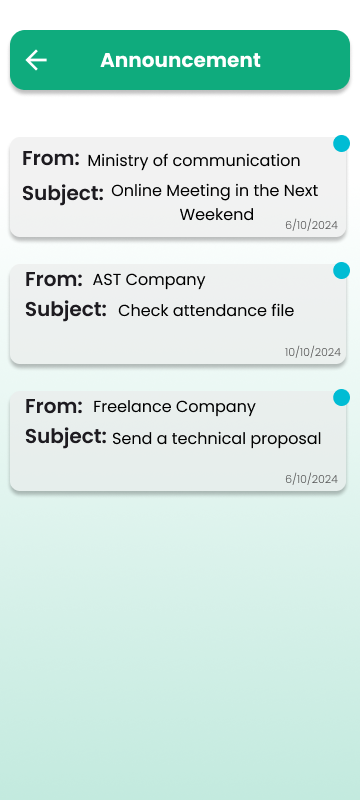 Announcement
From: Ministry of communication
Subject: Online Meeting in the Next
Weekend
6/10/2024
From: AST Company
Subject: Check attendance file
10/10/2024
From: Freelance Company
Subject: Send a technical proposal
6/10/2024